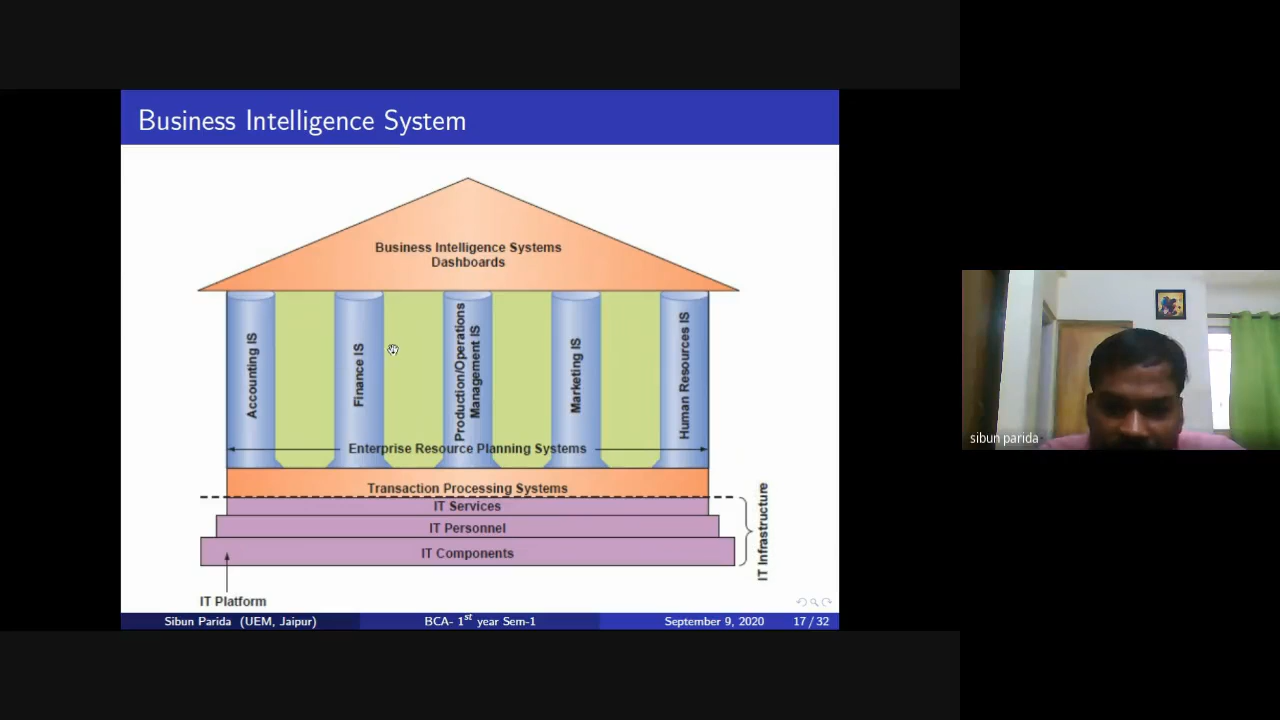 Business Intelligence System
Business Intelligence Systems
Dashboards
Accounting IS
Finance IS
Production/Operations
Management IS
Marketing IS
Human Resources IS
Enterprise Resource Planning Systems
Transaction Processing Systems
IT Services
IT Personnel
IT Components
IT Infrastructure
IT Platform
Sibun Parida (UEM, Jaipur)
BCA- 1st year Sem-1
September 9, 2020
17 / 32
sibun parida